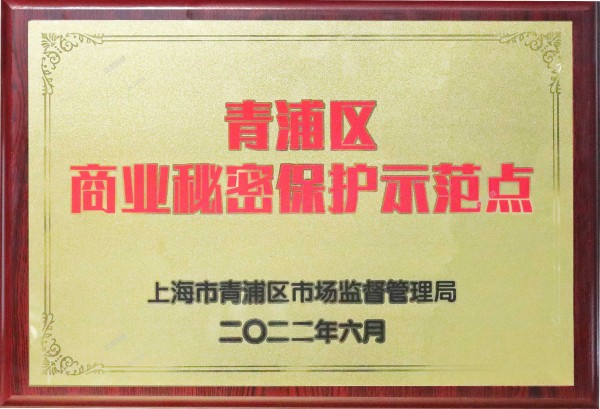 青浦区
商业秘密保护示范点
上海市青浦区市场监督管理局
二〇二二年六月